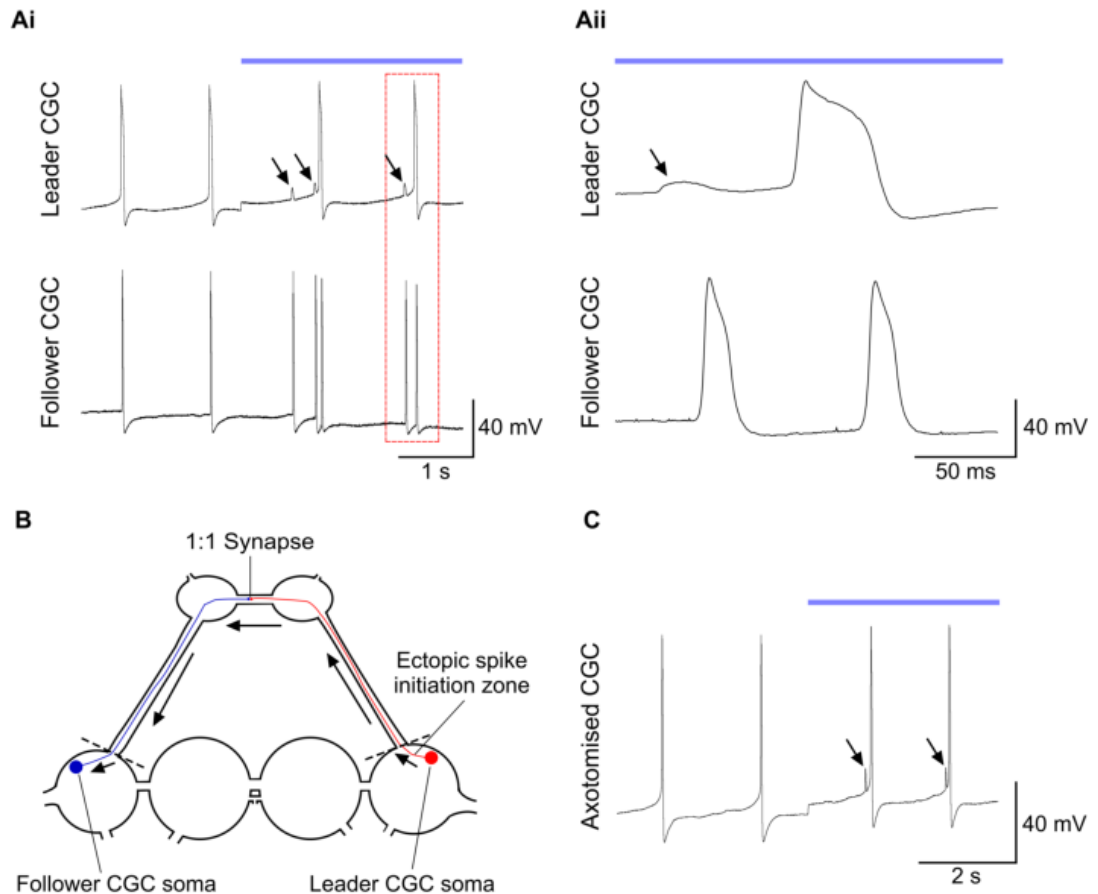 Ai
Leader CGC
Follower CGC
40 mV
1 s
Aii
Leader CGC
Follower CGC
40 mV
50 ms
B
1:1 Synapse
Ectopic spike
initiation zone
Follower CGC soma
Leader CGC soma
C
Axotomised CGC
40 mV
2 s